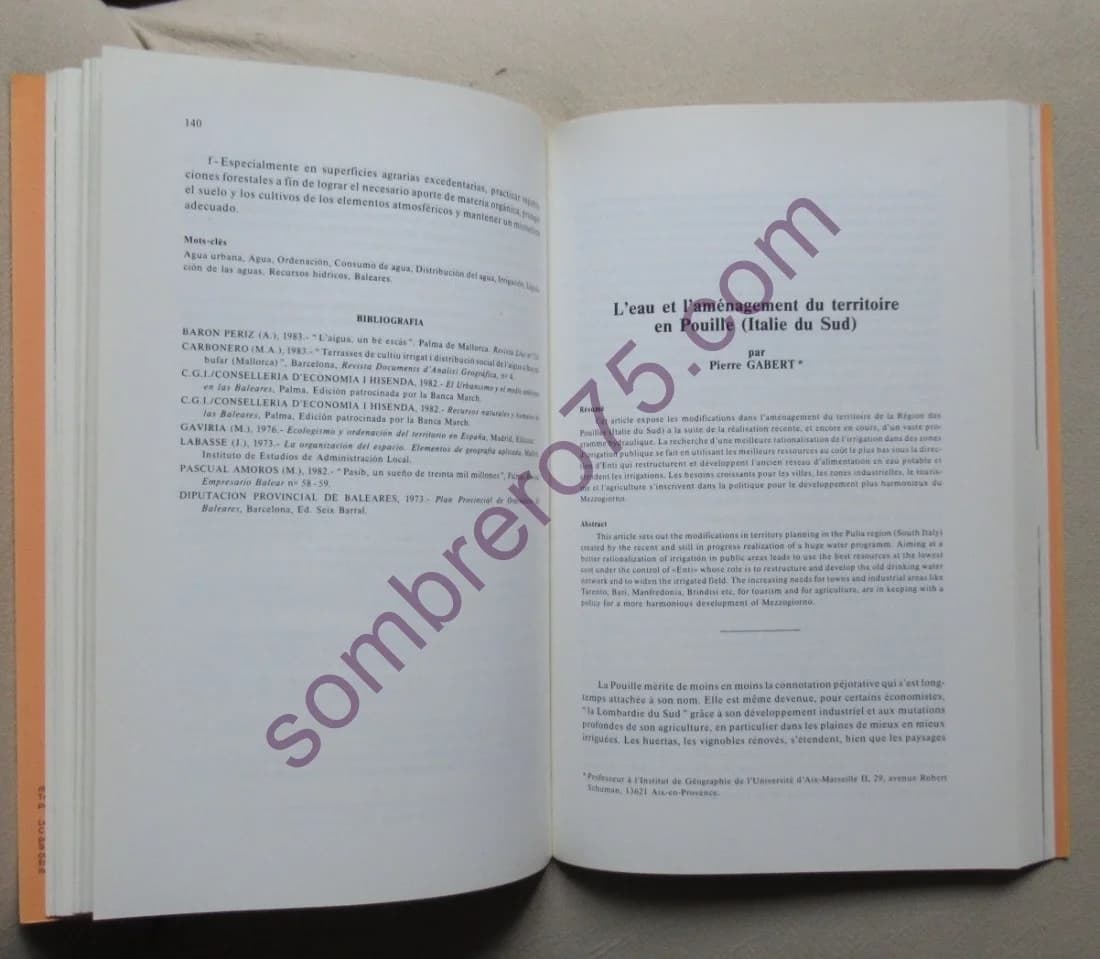 140
f-Especialmente en superficies agrarias excedentarias, practicar
ciones forestales a fin de lograr el necesario aporte de materia orgánica,
el suelo y los cultivos de los elementos atmosféricos y mantener un
adecuado.
Mots-clés
Agua urbana, Agua, Ordenación, Consumo de agua, Distribución del agua, Irrigación,
ción de las aguas, Recursos hídricos, Baleares.
BIBLIOGRAFIA
BARON PERIZ (A.), 1983.- "L'aigua, un bé escàs". Palma de Mallorca.
CARBONERO (M.A.), 1983.- "Terrasses de cultiu irrigat i distribució social de l'aigua a
bufar (Mallorca)", Barcelona, Revista Documents d'Analisi Geogràfica, nº 4.
C.G.I./CONSELLERIA D'ECONOMIA I HISENDA, 1982.- El Urbanismo y el medio
en las Baleares, Palma, Edición patrocinada por la Banca March.
C.G.I./CONSELLERIA D'ECONOMIA I HISENDA, 1982.- Recursos naturales y humanos
las Baleares, Palma, Edición patrocinada por la Banca March.
GAVIRIA (M.), 1976.- Ecologismo y ordenación del territorio en España, Madrid,
LABASSE (J.), 1973.- La organización del espacio. Elementos de geografía aplicada, Madrid
Instituto de Estudios de Administración Local.
PASCUAL AMOROS (M.), 1982.- "Pasib, un sueño de treinta mil millones",
Empresario Balear nº 58-59.
DIPUTACION PROVINCIAL DE BALEARES, 1973.- Plan Provincial de
Baleares, Barcelona, Ed. Seix Barral.
L'eau et l'aménagement du territoire
en Pouille (Italie du Sud)
par
Pierre GABERT *
Résumé
Cet article expose les modifications dans l'aménagement du territoire de la Région des
Pouilles (Italie du Sud) à la suite de la réalisation récente, et encore en cours, d'un vaste pro-
gramme hydraulique. La recherche d'une meilleure rationalisation de l'irrigation dans des zones
d'irrigation publique se fait en utilisant les meilleures ressources au coût le plus bas sous la direc-
tion d'Enti qui restructurent et développent l'ancien réseau d'alimentation en eau potable et
étendent les irrigations. Les besoins croissants pour les villes, les zones industrielles, le touris-
me et l'agriculture s'inscrivent dans la politique pour le développement plus harmonieux du
Mezzogiorno.
Abstract
This article sets out the modifications in territory planning in the Pulia region (South Italy)
created by the recent and still in progress realization of a huge water programm. Aiming at a
better rationalization of irrigation in public areas leads to use the best resources at the lowest
cost under the control of «Enti» whose role is to restructure and develop the old drinking water
network and to widen the irrigated field. The increasing needs for towns and industrial areas like
Tarento, Bari, Manfredonia, Brindisi etc, for tourism and for agriculture, are in keeping with a
policy for a more harmonious development of Mezzogiorno.
La Pouille mérite de moins en moins la connotation péjorative qui s'est long-
temps attachée à son nom. Elle est même devenue, pour certains économistes,
"la Lombardie du Sud" grâce à son développement industriel et aux mutations
profondes de son agriculture, en particulier dans les plaines de mieux en mieux
irriguées. Les huertas, les vignobles rénovés, s'étendent, bien que les paysages
*Professeur à l'Institut de Géographie de l'Université d'Aix-Marseille II, 29, avenue Robert
Schuman, 13621 Aix-en-Provence.
sombrero75.com